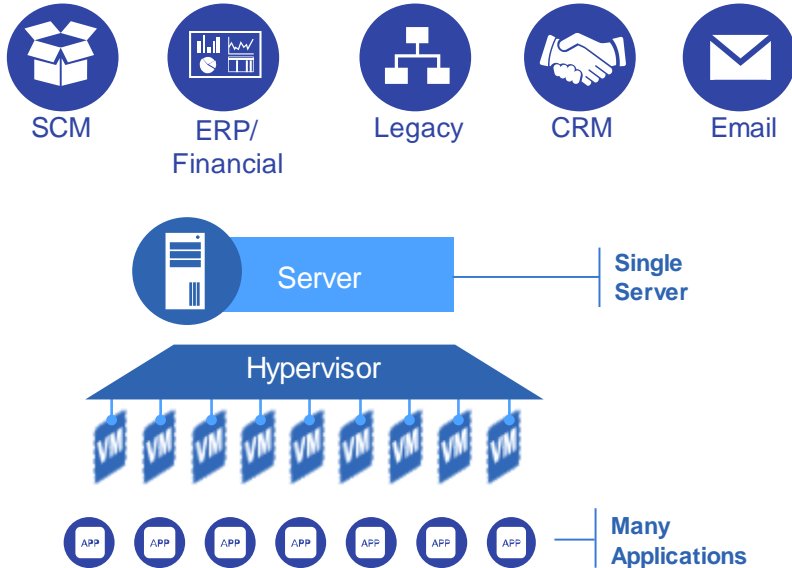 SCM
ERP/
Financial
Legacy
CRM
Email
Server
Single
Server
Hypervisor
VM
VM
VM
VM
VM
VM
VM
VM
VM
APP
APP
APP
APP
APP
APP
APP
Many
Applications